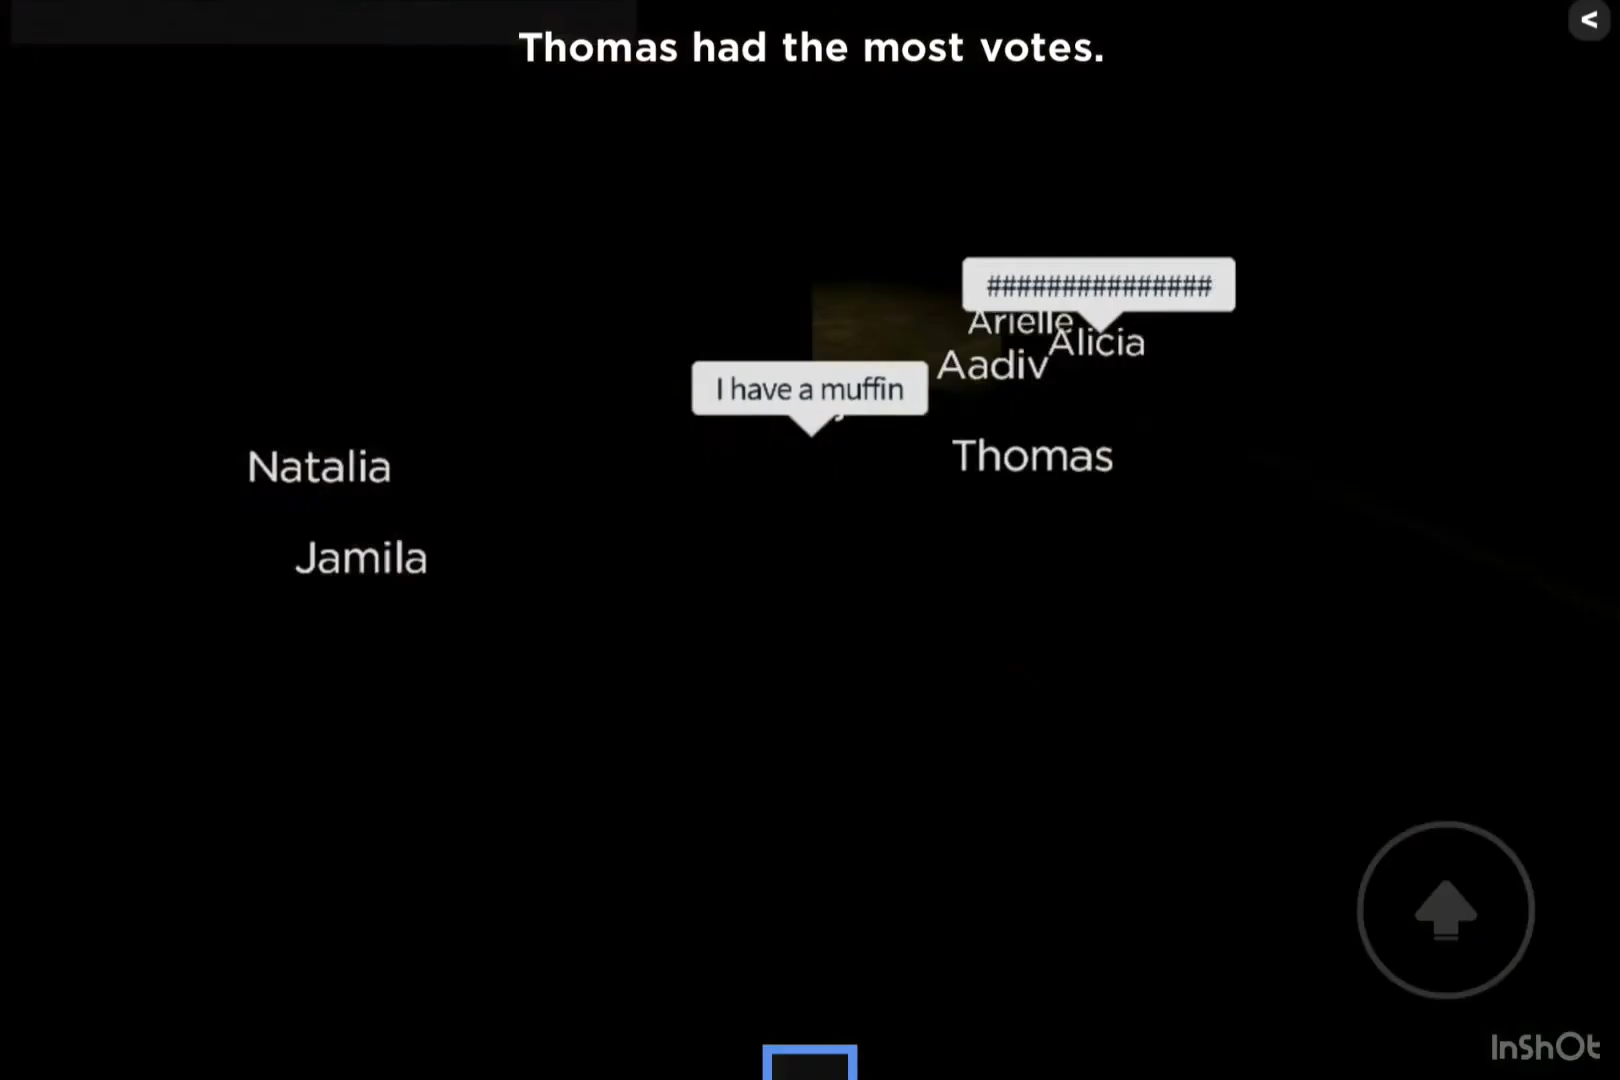 Thomas had the most votes.
<
###############
Arielle
Alicia
Aadiv
I have a muffin
Thomas
Natalia
Jamila
InShOt